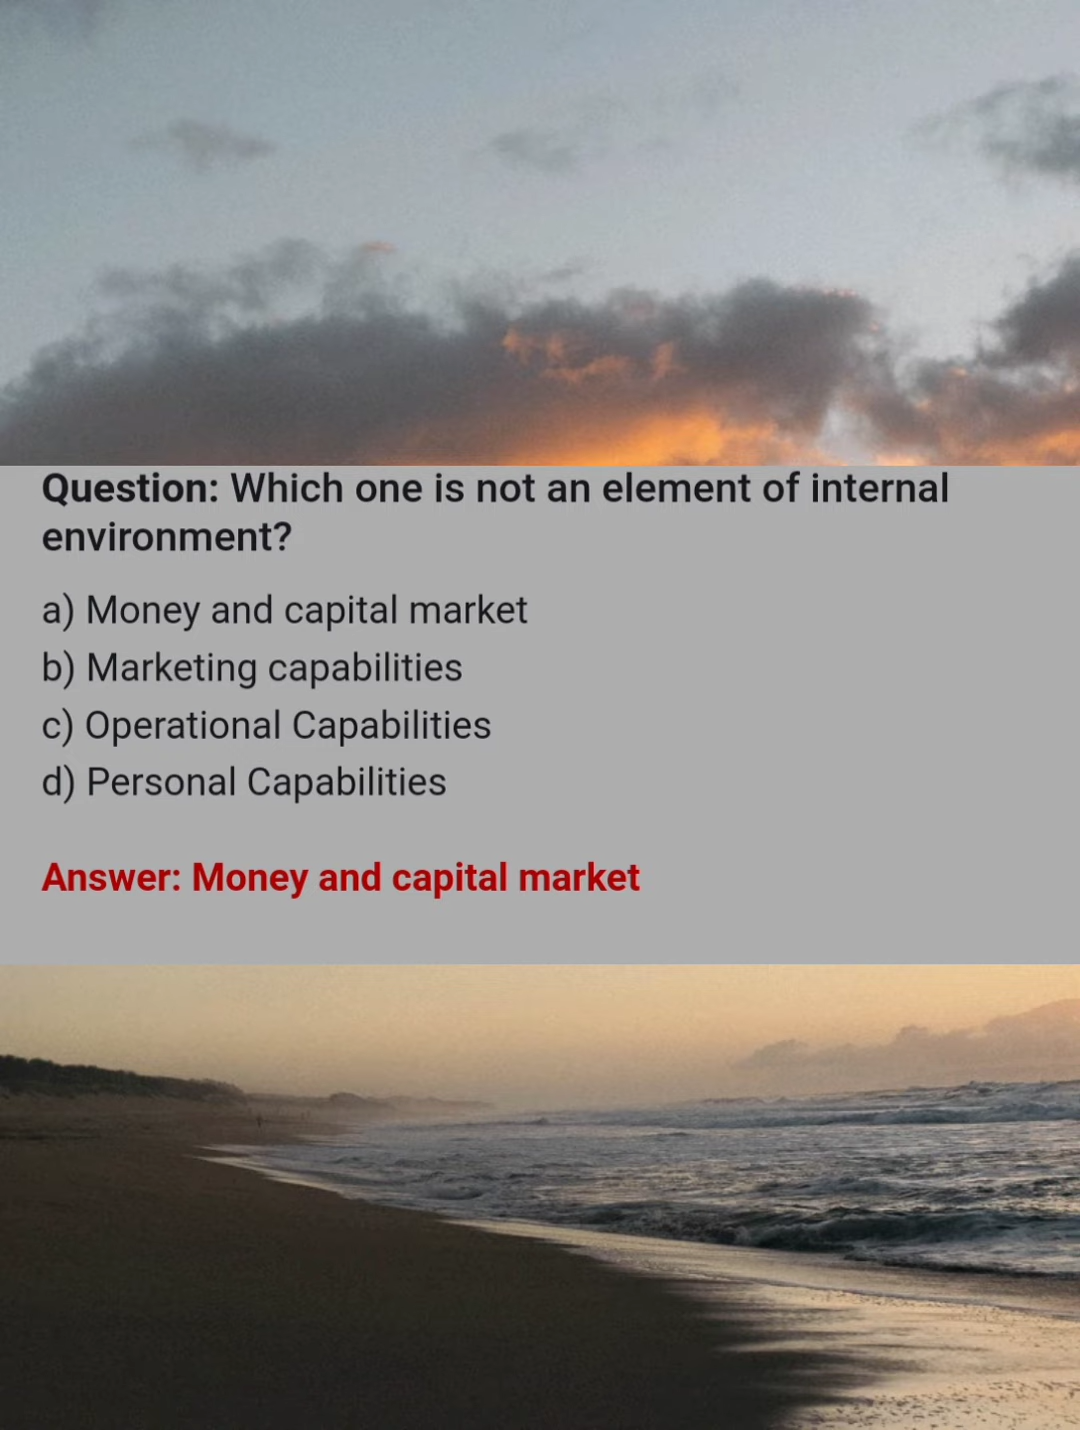 Question: Which one is not an element of internal
environment?
a) Money and capital market
b) Marketing capabilities
c) Operational Capabilities
d) Personal Capabilities
Answer: Money and capital market